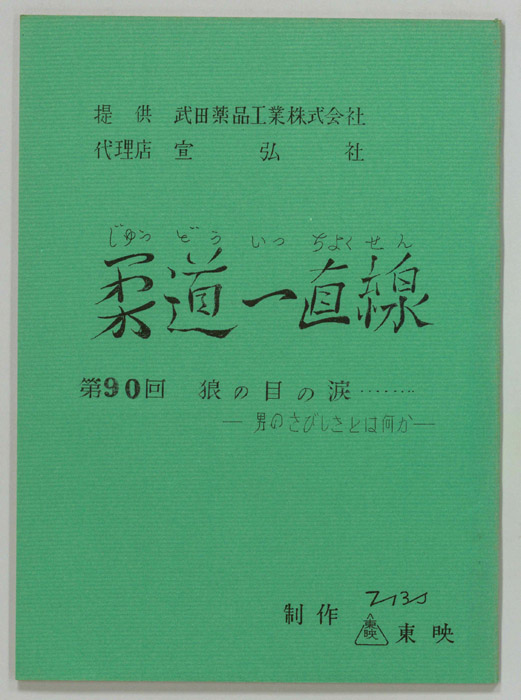 提供 武田薬品工業株式会社
代理店 宣弘社
じゅう どう いっ ちょく せん
柔道一直線
第90回 狼の目の涙‥‥‥‥
― 男のさびしさとは何か ―
制作 東映 東映